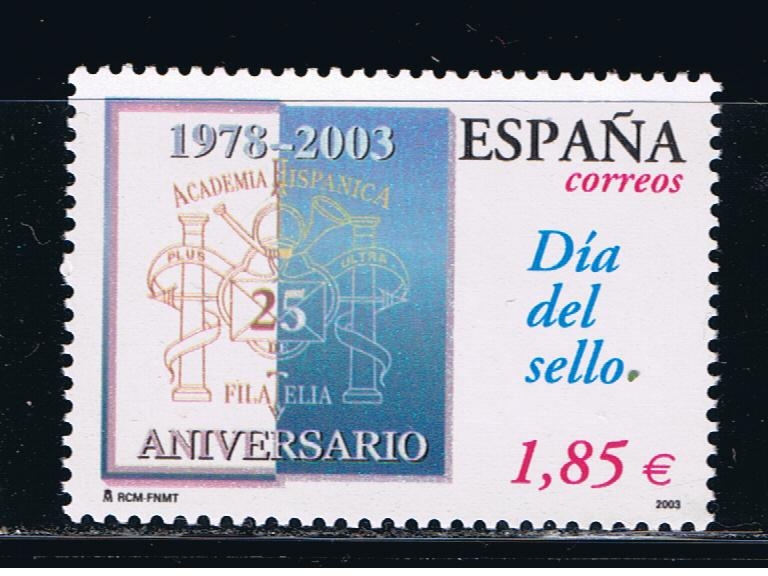 1978-2003
ACADEMIA HISPANICA
PLUS ULTRA
25
DE
FILATELIA
ANIVERSARIO
RCM-FNMT
ESPAÑA
correos
Día
del
sello.
1,85 €
2003